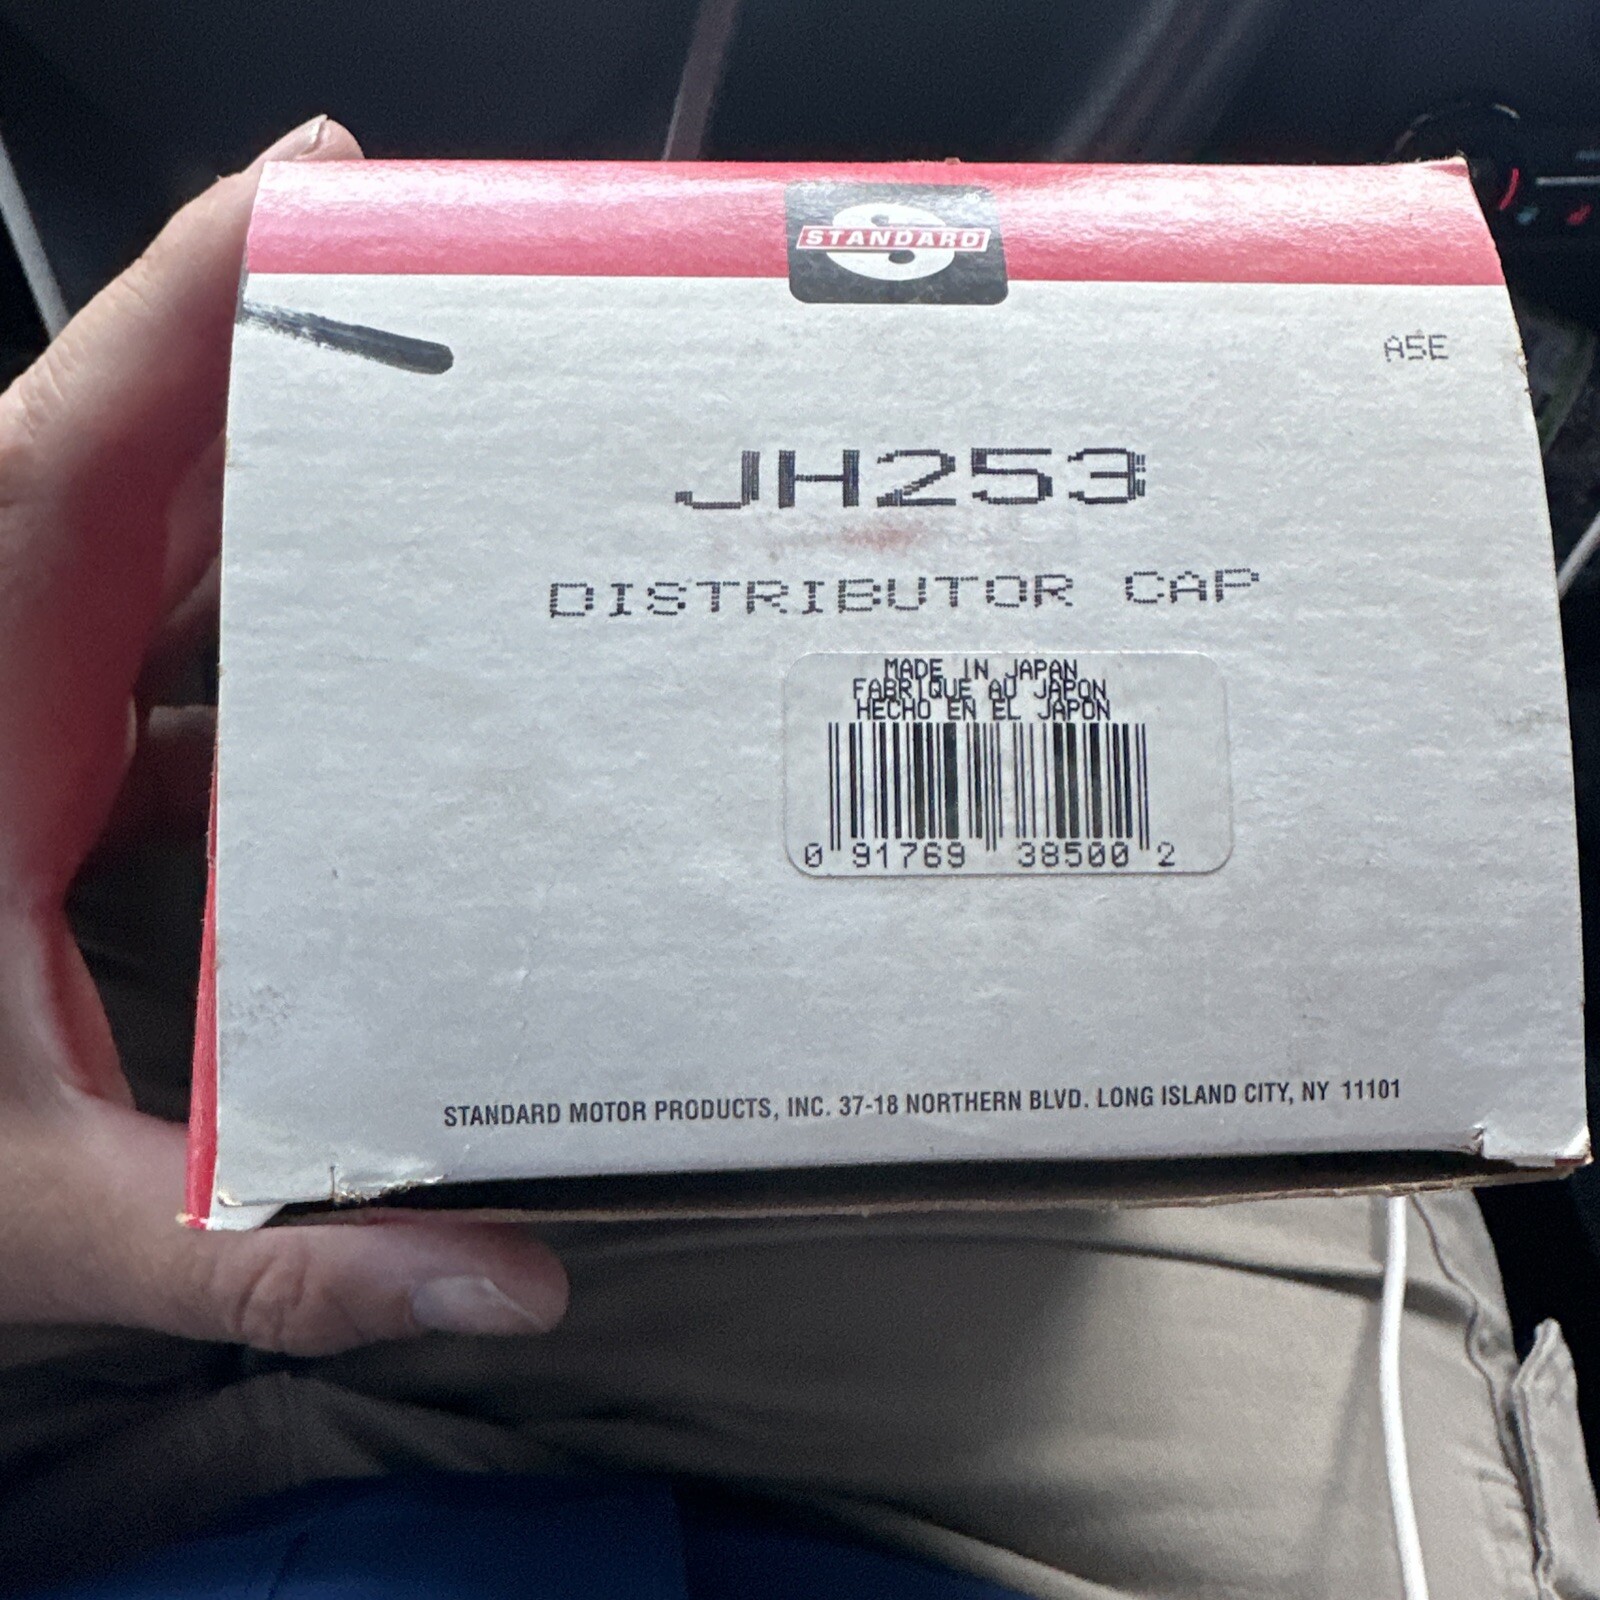 STANDARD
A5E
JH253
DISTRIBUTOR CAP
MADE IN JAPAN
FABRIQUE AU JAPON
HECHO EN EL JAPON
0 91769 38500 2
STANDARD MOTOR PRODUCTS, INC. 37-18 NORTHERN BLVD. LONG ISLAND CITY, NY 11101